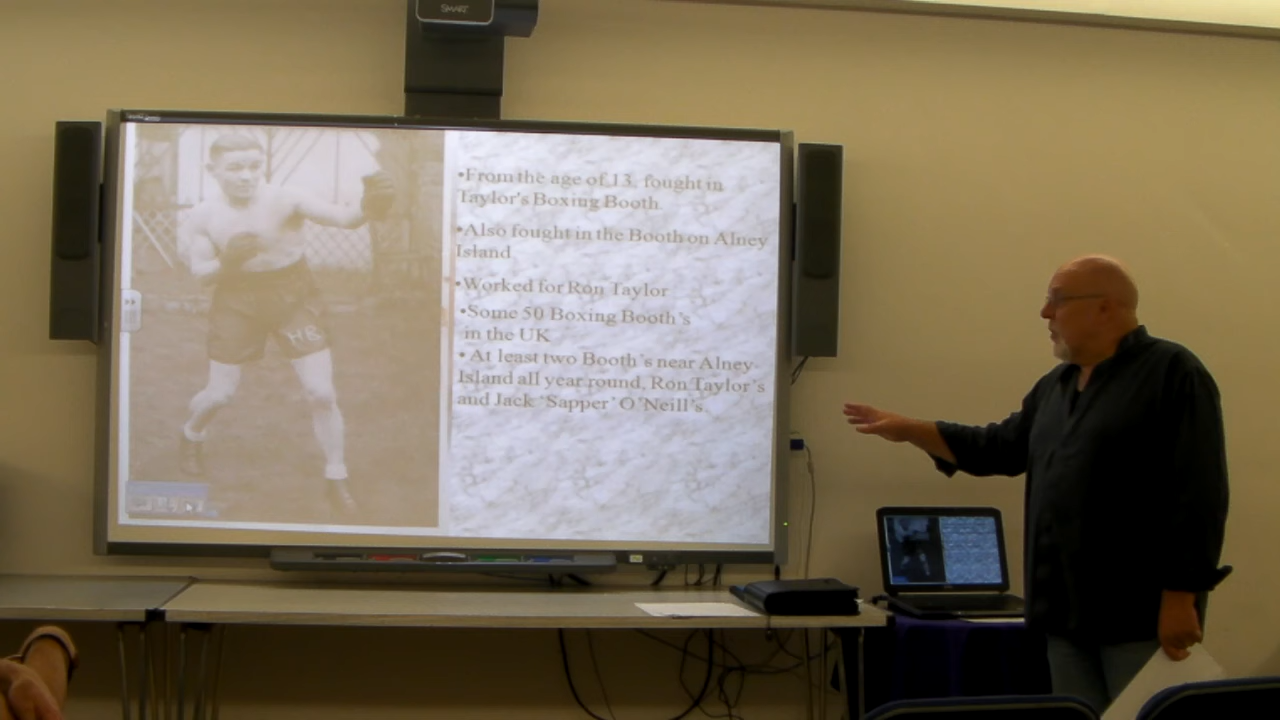 SMART
•From the age of 13, fought in
Taylor's Boxing Booth.
•Also fought in the Booth on Alney
Island
•Worked for Ron Taylor
•Some 50 Boxing Booth's
in the UK
• At least two Booth's near Alney
Island all year round, Ron Taylor's
and Jack 'Sapper' O'Neill's.
HB